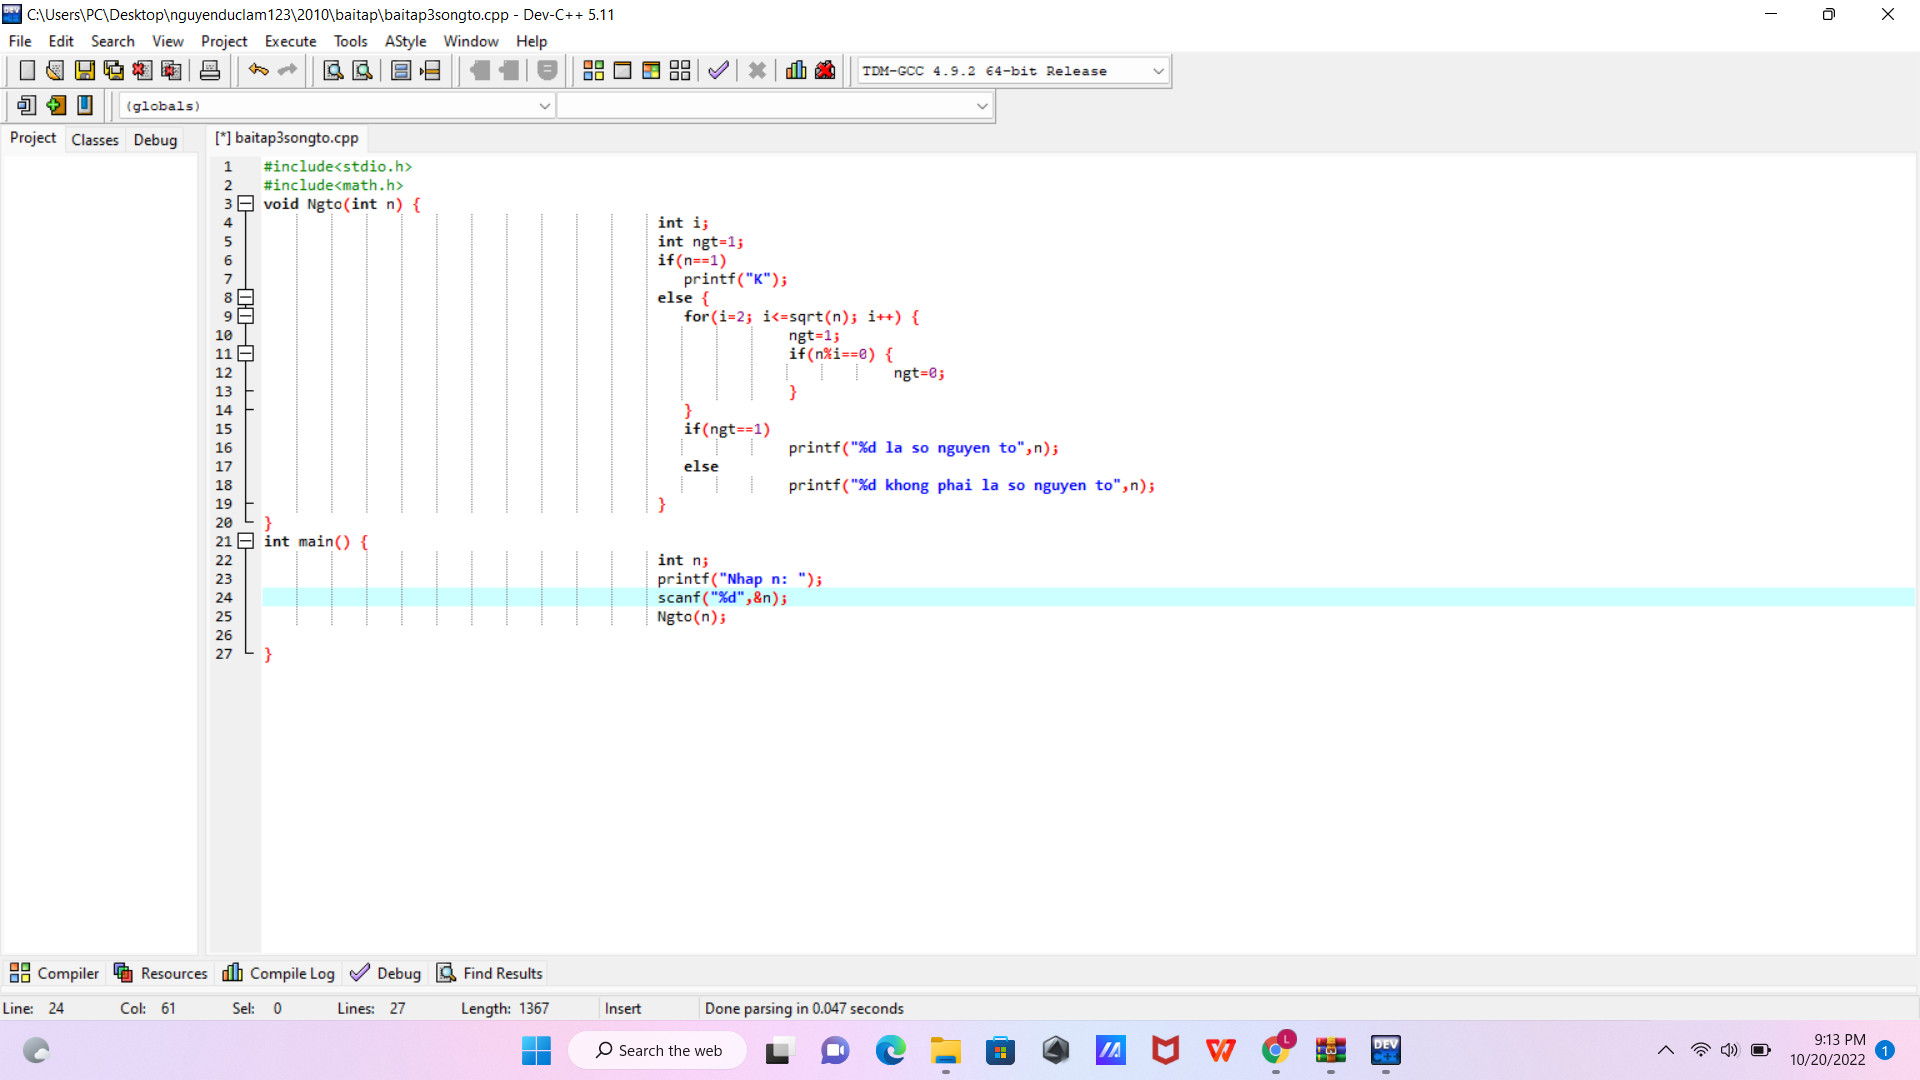 C:\Users\PC\Desktop\nguyenduclam123\2010\baitap\baitap3songto.cpp - Dev-C++ 5.11
File Edit Search View Project Execute Tools AStyle Window Help
TDM-GCC 4.9.2 64-bit Release
(globals)
Project Classes Debug [*] baitap3songto.cpp
1 #include<stdio.h>
2 #include<math.h>
3 void Ngto(int n) {
4 int i;
5 int ngt=1;
6 if(n==1)
7 printf("K");
8 else {
9 for(i=2; i<=sqrt(n); i++) {
10 ngt=1;
11 if(n%i==0) {
12 ngt=0;
13 }
14 }
15 if(ngt==1)
16 printf("%d la so nguyen to",n);
17 else
18 printf("%d khong phai la so nguyen to",n);
19 }
20 }
21 int main() {
22 int n;
23 printf("Nhap n: ");
24 scanf("%d",&n);
25 Ngto(n);
26
27 }
Compiler Resources Compile Log Debug Find Results
Line: 24 Col: 61 Sel: 0 Lines: 27 Length: 1367 Insert Done parsing in 0.047 seconds
Search the web
L
DEV
9:13 PM
10/20/2022
1